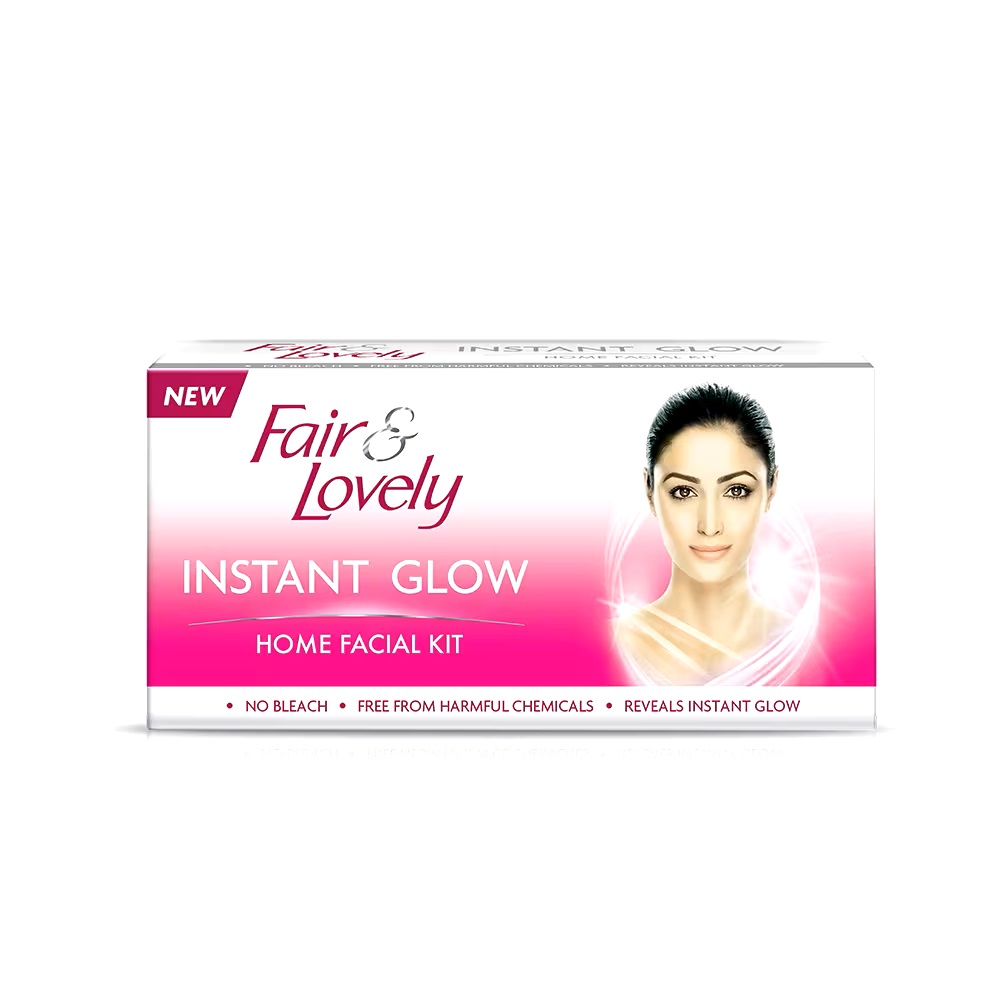 Fair &
Lovely
INSTANT GLOW
HOME FACIAL KIT
• NO BLEACH • FREE FROM HARMFUL CHEMICALS • REVEALS INSTANT GLOW
NEW
Fair &
Lovely
INSTANT GLOW
HOME FACIAL KIT
• NO BLEACH • FREE FROM HARMFUL CHEMICALS • REVEALS INSTANT GLOW